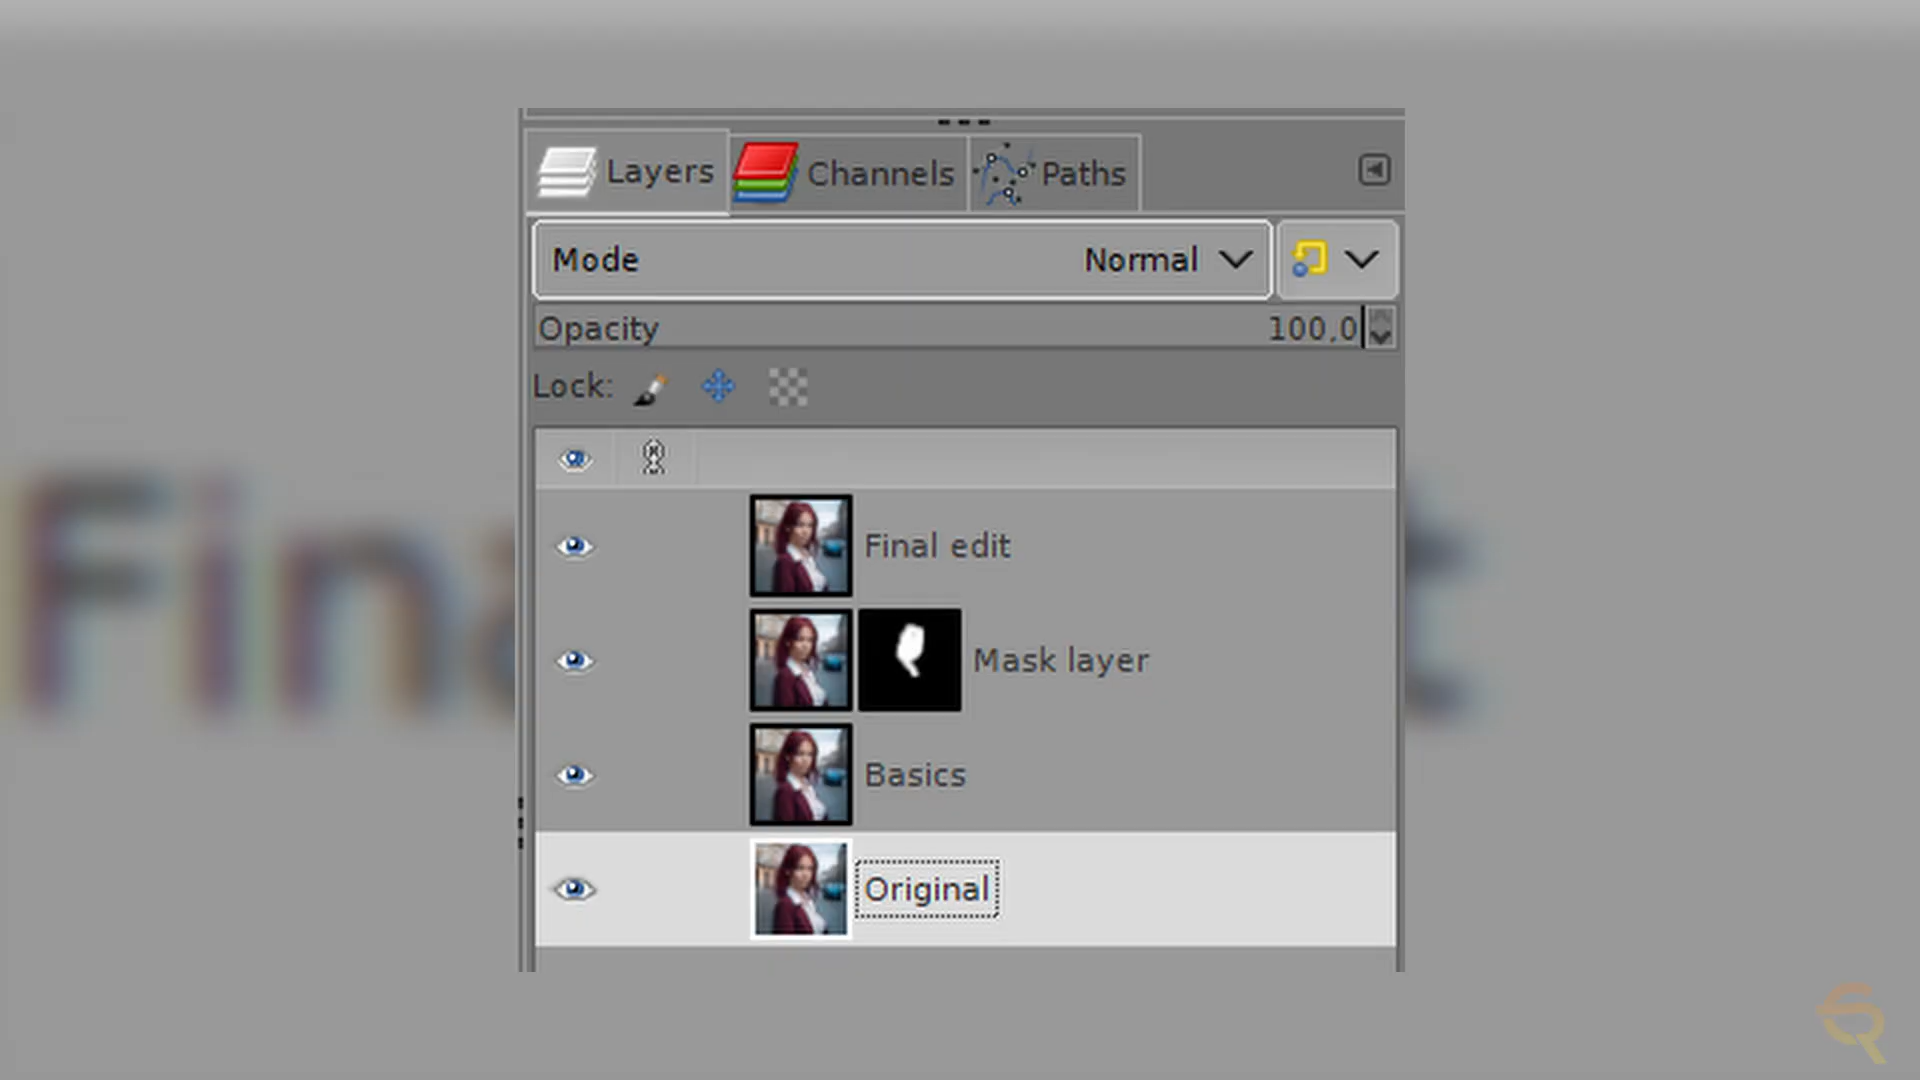 Layers Channels Paths
Mode Normal
Opacity 100,0
Lock:
Final edit
Mask layer
Basics
Original